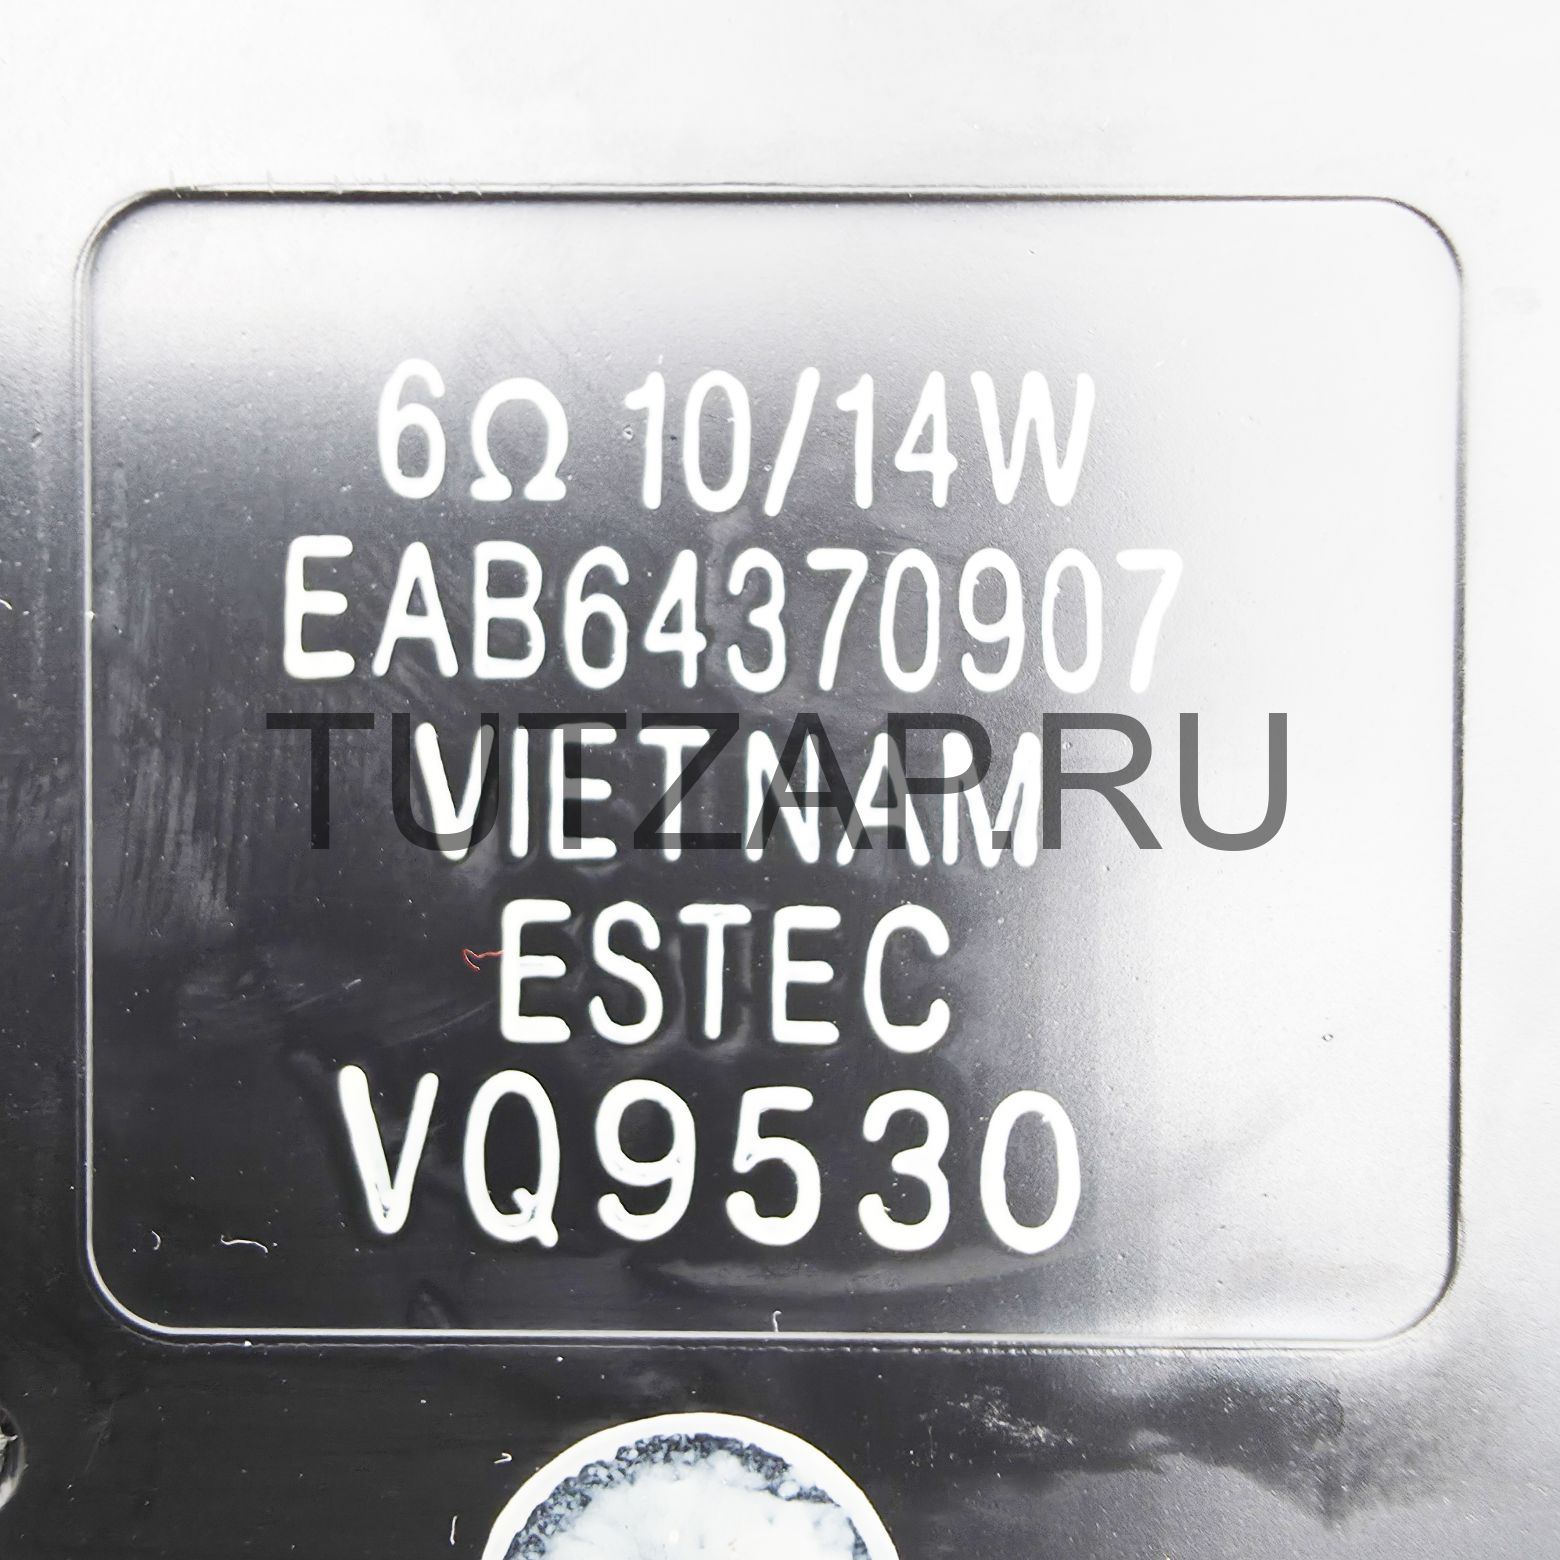 6Ω 10/14W
EAB64370907
VIETNAM
TUTZAP.RU
ESTEC
VQ9530